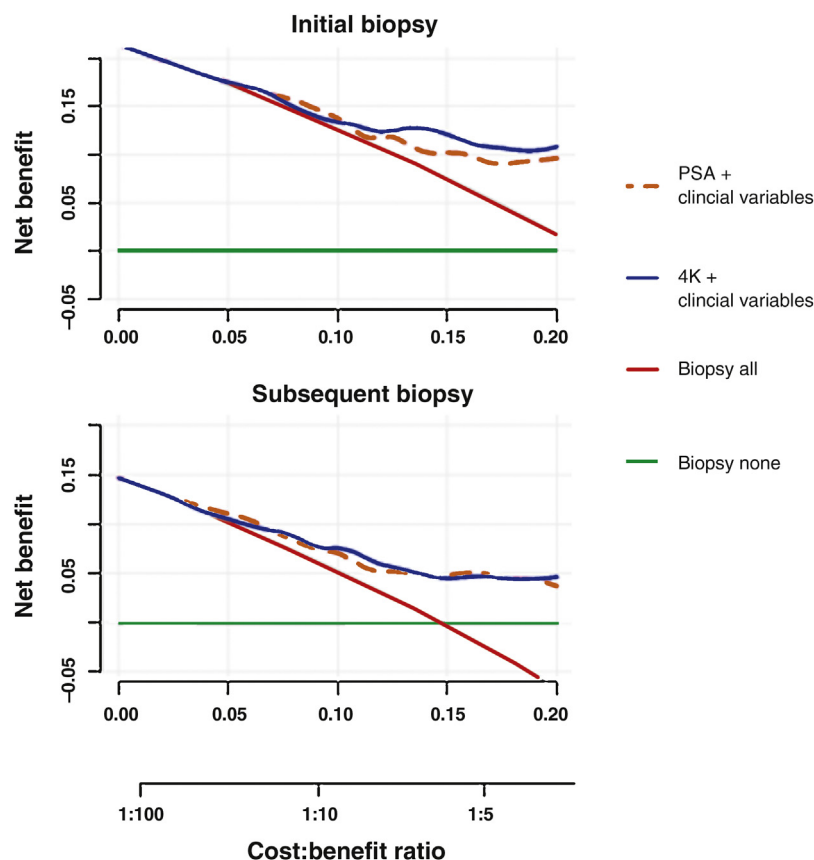 Initial biopsy
Net benefit
0.15
0.05
−0.05
0.00 0.05 0.10 0.15 0.20
PSA +
clincial variables
4K +
clincial variables
Biopsy all
Biopsy none
Subsequent biopsy
Net benefit
0.15
0.05
−0.05
0.00 0.05 0.10 0.15 0.20
1:100 1:10 1:5
Cost:benefit ratio